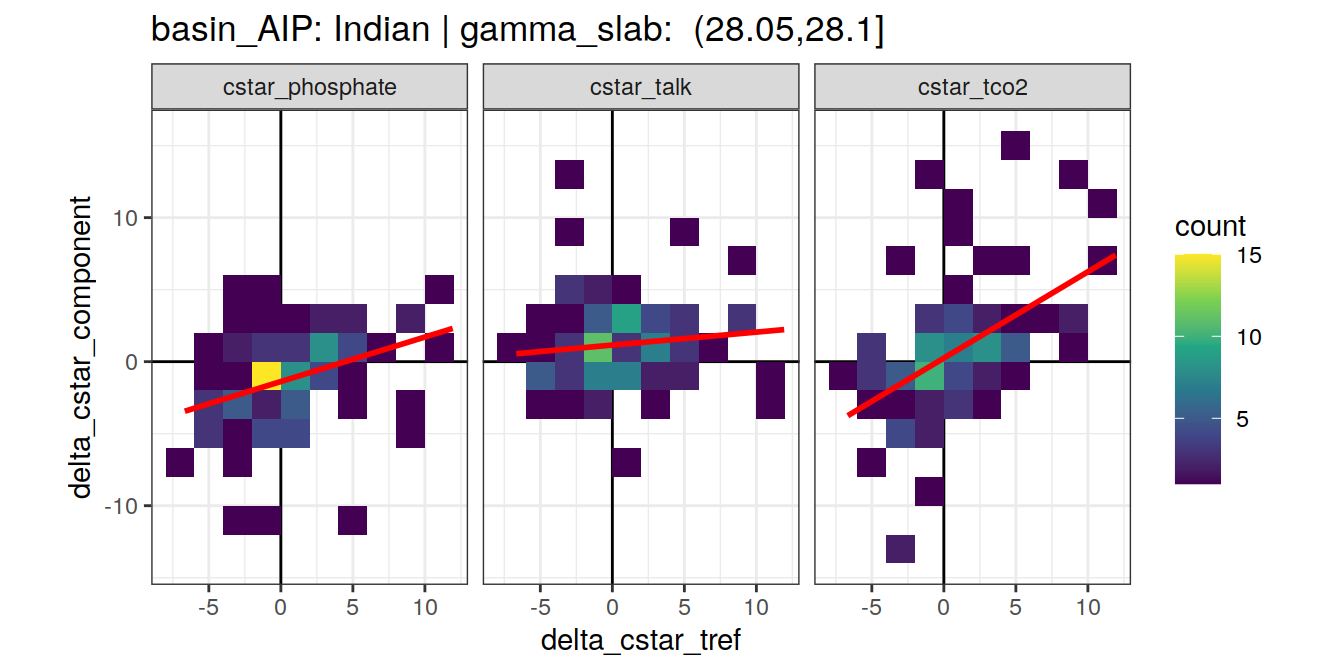 basin_AIP: Indian | gamma_slab:  (28.05,28.1]
cstar_phosphate
cstar_talk
cstar_tco2
delta_cstar_component
10
0
-10
-5
0
5
10
-5
0
5
10
-5
0
5
10
delta_cstar_tref
count
15
10
5